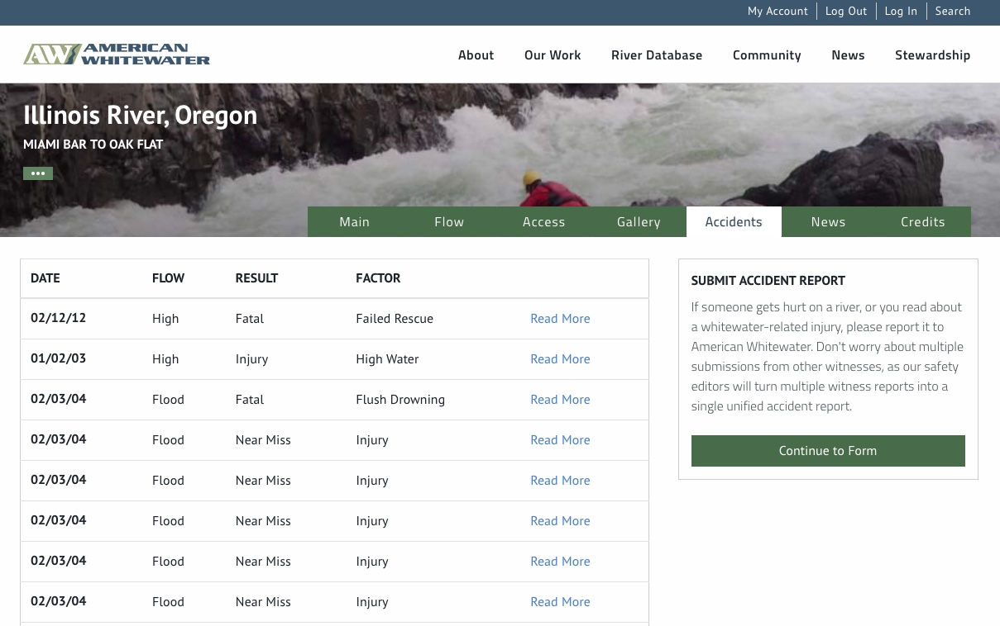 My Account Log Out Log In Search
AW AMERICAN
WHITEWATER
About Our Work River Database Community News Stewardship
Illinois River, Oregon
MIAMI BAR TO OAK FLAT
•••
Main Flow Access Gallery Accidents News Credits
DATE FLOW RESULT FACTOR
02/12/12 High Fatal Failed Rescue Read More
01/02/03 High Injury High Water Read More
02/03/04 Flood Fatal Flush Drowning Read More
02/03/04 Flood Near Miss Injury Read More
02/03/04 Flood Near Miss Injury Read More
02/03/04 Flood Near Miss Injury Read More
02/03/04 Flood Near Miss Injury Read More
02/03/04 Flood Near Miss Injury Read More
SUBMIT ACCIDENT REPORT
If someone gets hurt on a river, or you read about
a whitewater-related injury, please report it to
American Whitewater. Don't worry about multiple
submissions from other witnesses, as our safety
editors will turn multiple witness reports into a
single unified accident report.
Continue to Form